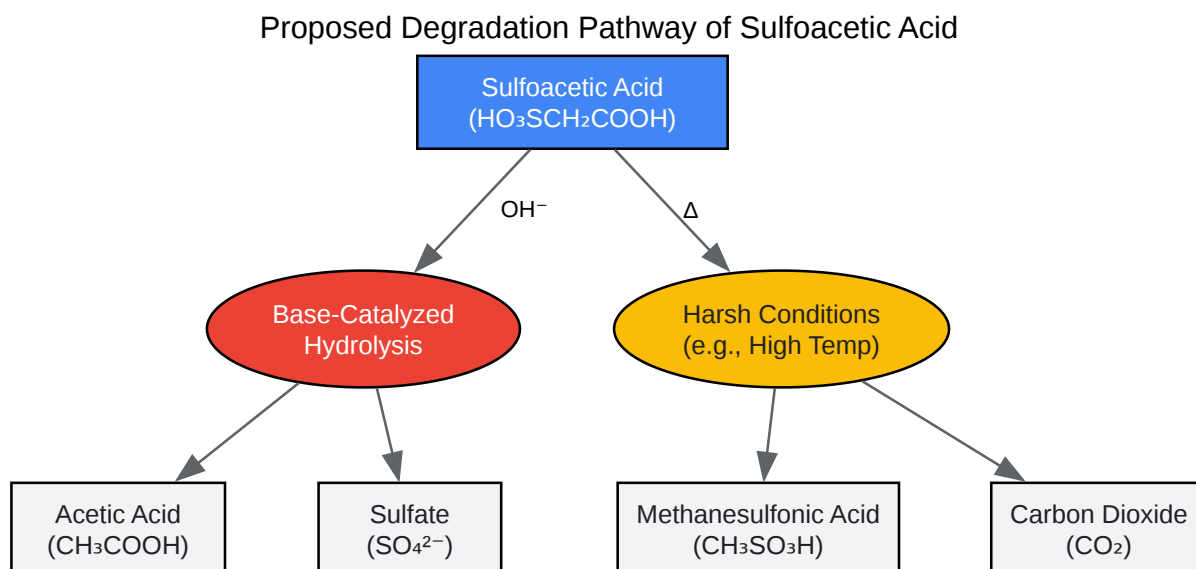 Proposed Degradation Pathway of Sulfoacetic Acid
Sulfoacetic Acid
(HO₃SCH₂COOH)
OH⁻
Δ
Base-Catalyzed
Hydrolysis
Harsh Conditions
(e.g., High Temp)
Acetic Acid
(CH₃COOH)
Sulfate
(SO₄²⁻)
Methanesulfonic Acid
(CH₃SO₃H)
Carbon Dioxide
(CO₂)